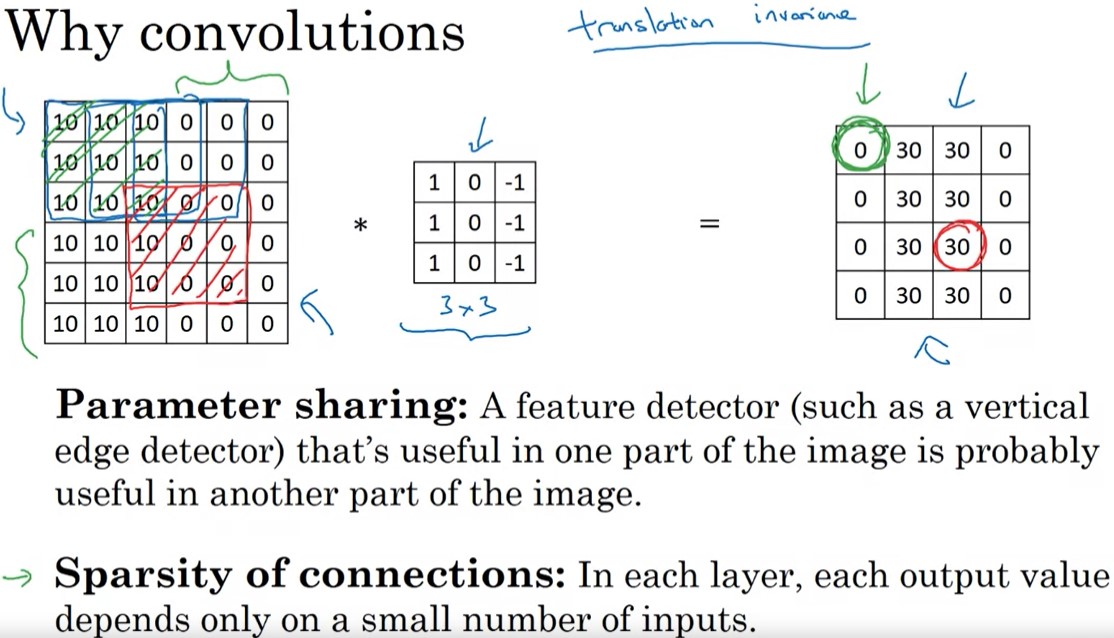 Why convolutions
translation invariance
10 10 10 0 0 0
10 10 10 0 0 0
10 10 10 0 0 0
10 10 10 0 0 0
10 10 10 0 0 0
10 10 10 0 0 0
*
1 0 -1
1 0 -1
1 0 -1
3x3
=
0 30 30 0
0 30 30 0
0 30 30 0
0 30 30 0
Parameter sharing: A feature detector (such as a vertical
edge detector) that’s useful in one part of the image is probably
useful in another part of the image.
→ Sparsity of connections: In each layer, each output value
depends only on a small number of inputs.